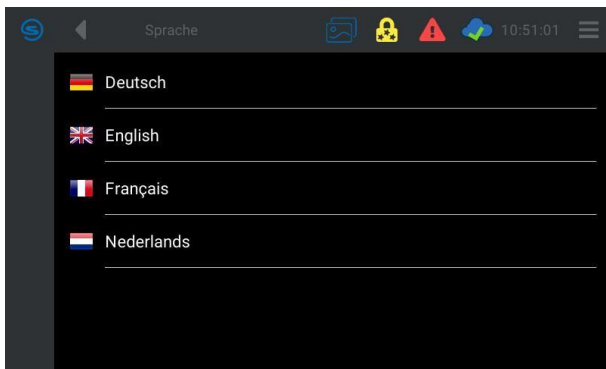 Sprache 10:51:01
Deutsch
English
Français
Nederlands